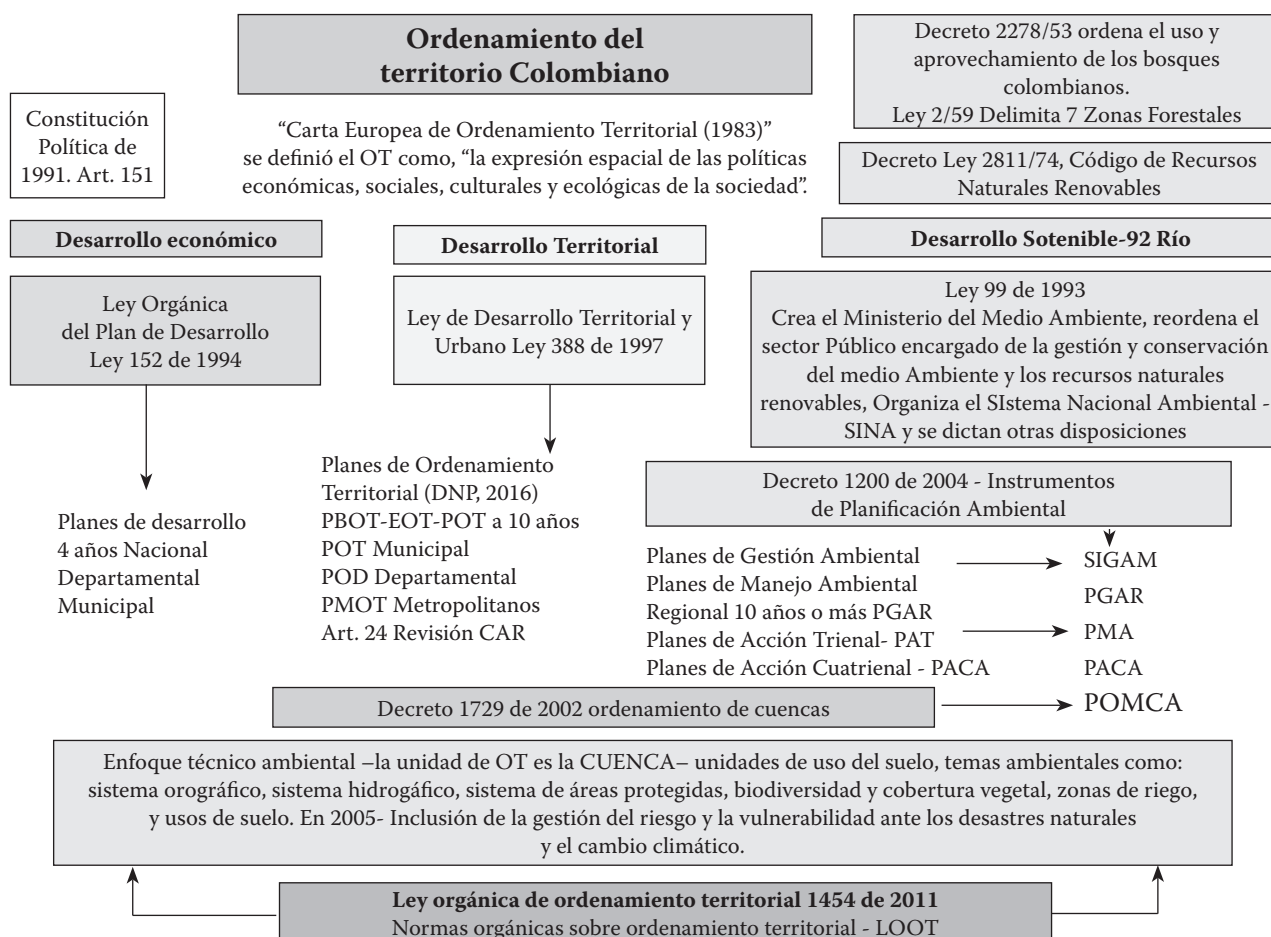 Ordenamiento del
territorio Colombiano
Decreto 2278/53 ordena el uso y
aprovechamiento de los bosques
colombianos.
Ley 2/59 Delimita 7 Zonas Forestales
Constitución
Política de
1991. Art. 151
“Carta Europea de Ordenamiento Territorial (1983)”
se definió el OT como, “la expresión espacial de las políticas
económicas, sociales, culturales y ecológicas de la sociedad”.
Decreto Ley 2811/74, Código de Recursos
Naturales Renovables
Desarrollo económico
Desarrollo Territorial
Desarrollo Sotenible-92 Río
Ley Orgánica
del Plan de Desarrollo
Ley 152 de 1994
Ley de Desarrollo Territorial y
Urbano Ley 388 de 1997
Ley 99 de 1993
Crea el Ministerio del Medio Ambiente, reordena el
sector Público encargado de la gestión y conservación
del medio Ambiente y los recursos naturales
renovables, Organiza el SIstema Nacional Ambiental -
SINA y se dictan otras disposiciones
Planes de desarrollo
4 años Nacional
Departamental
Municipal
Planes de Ordenamiento
Territorial (DNP, 2016)
PBOT-EOT-POT a 10 años
POT Municipal
POD Departamental
PMOT Metropolitanos
Art. 24 Revisión CAR
Decreto 1200 de 2004 - Instrumentos
de Planificación Ambiental
Planes de Gestión Ambiental
Planes de Manejo Ambiental
Regional 10 años o más PGAR
Planes de Acción Trienal- PAT
Planes de Acción Cuatrienal - PACA
SIGAM
PGAR
PMA
PACA
POMCA
Decreto 1729 de 2002 ordenamiento de cuencas
Enfoque técnico ambiental –la unidad de OT es la CUENCA– unidades de uso del suelo, temas ambientales como:
sistema orográfico, sistema hidrogáfico, sistema de áreas protegidas, biodiversidad y cobertura vegetal, zonas de riego,
y usos de suelo. En 2005- Inclusión de la gestión del riesgo y la vulnerabilidad ante los desastres naturales
y el cambio climático.
Ley orgánica de ordenamiento territorial 1454 de 2011
Normas orgánicas sobre ordenamiento territorial - LOOT